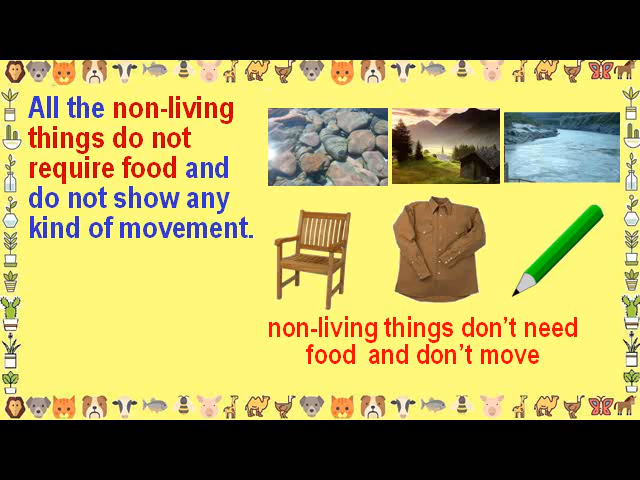 All the non-living
things do not
require food and
do not show any
kind of movement.
non-living things don't need
food and don't move